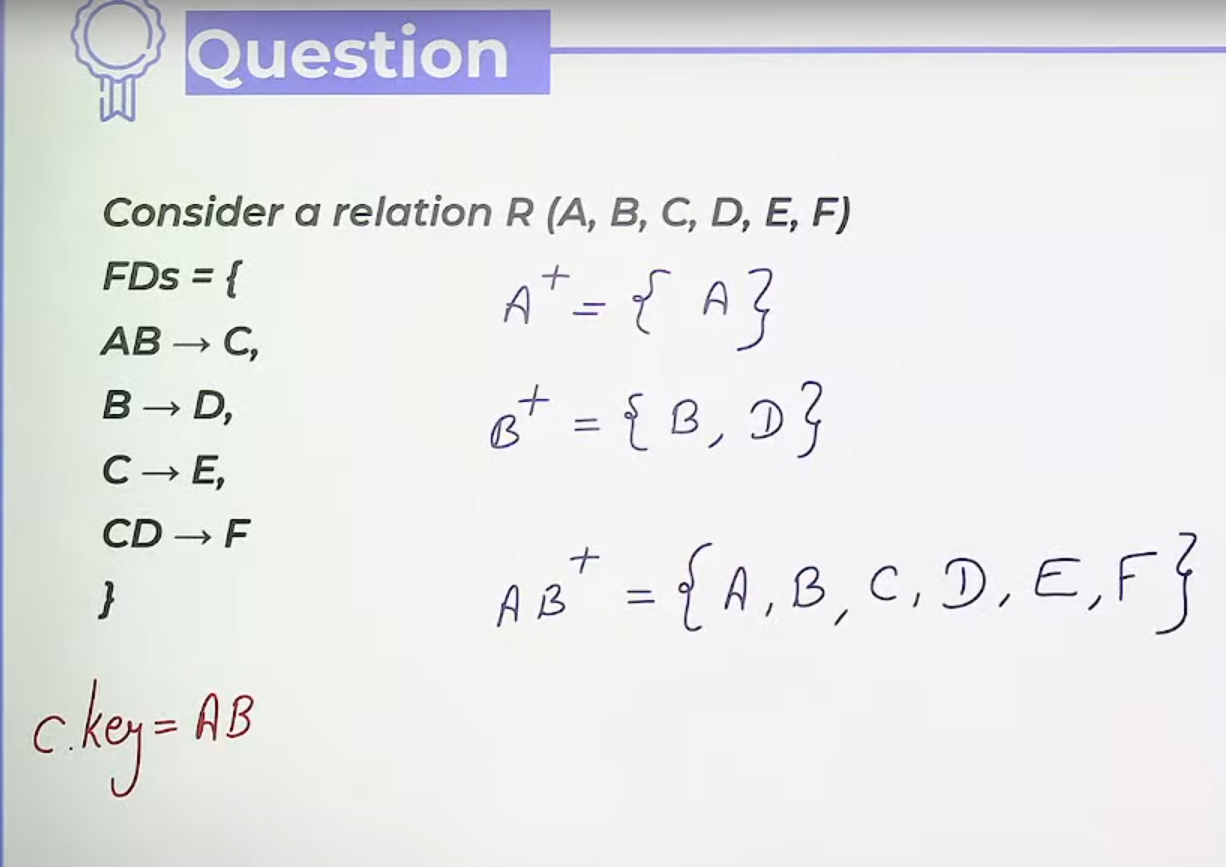 Question
Consider a relation R (A, B, C, D, E, F)
FDs = {
AB → C,
B → D,
C → E,
CD → F
}
A⁺ = { A }
B⁺ = { B, D }
AB⁺ = { A, B, C, D, E, F }
c.key = AB